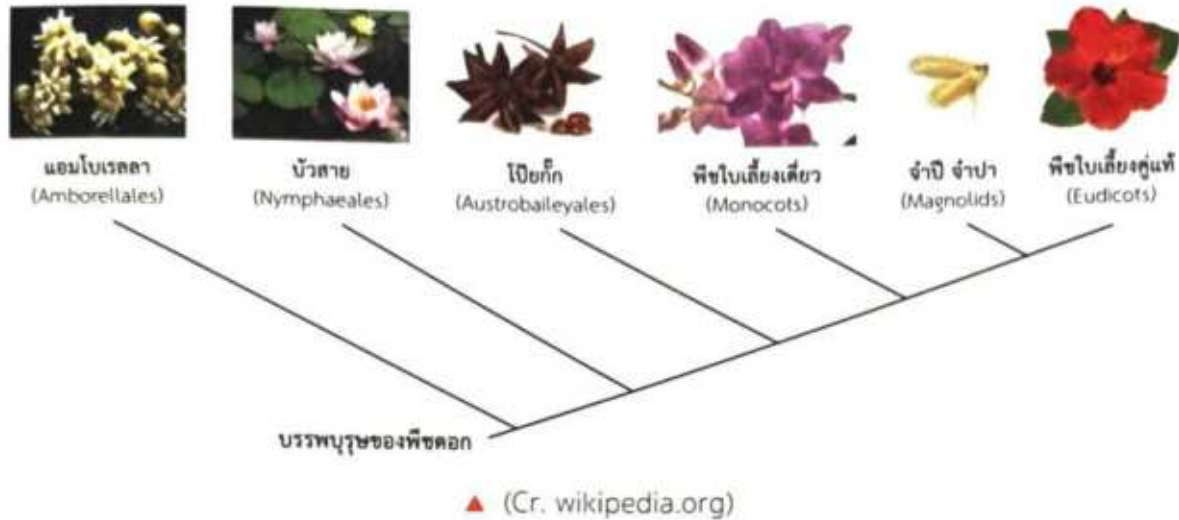 แอมโบเรลลา
(Amborellales)
บัวสาย
(Nymphaeales)
โป๊ยกั๊ก
(Austrobaileyales)
พืชใบเลี้ยงเดี่ยว
(Monocots)
จำปี จำปา
(Magnolids)
พืชใบเลี้ยงคู่แท้
(Eudicots)
บรรพบุรุษของพืชดอก
▲ (Cr. wikipedia.org)